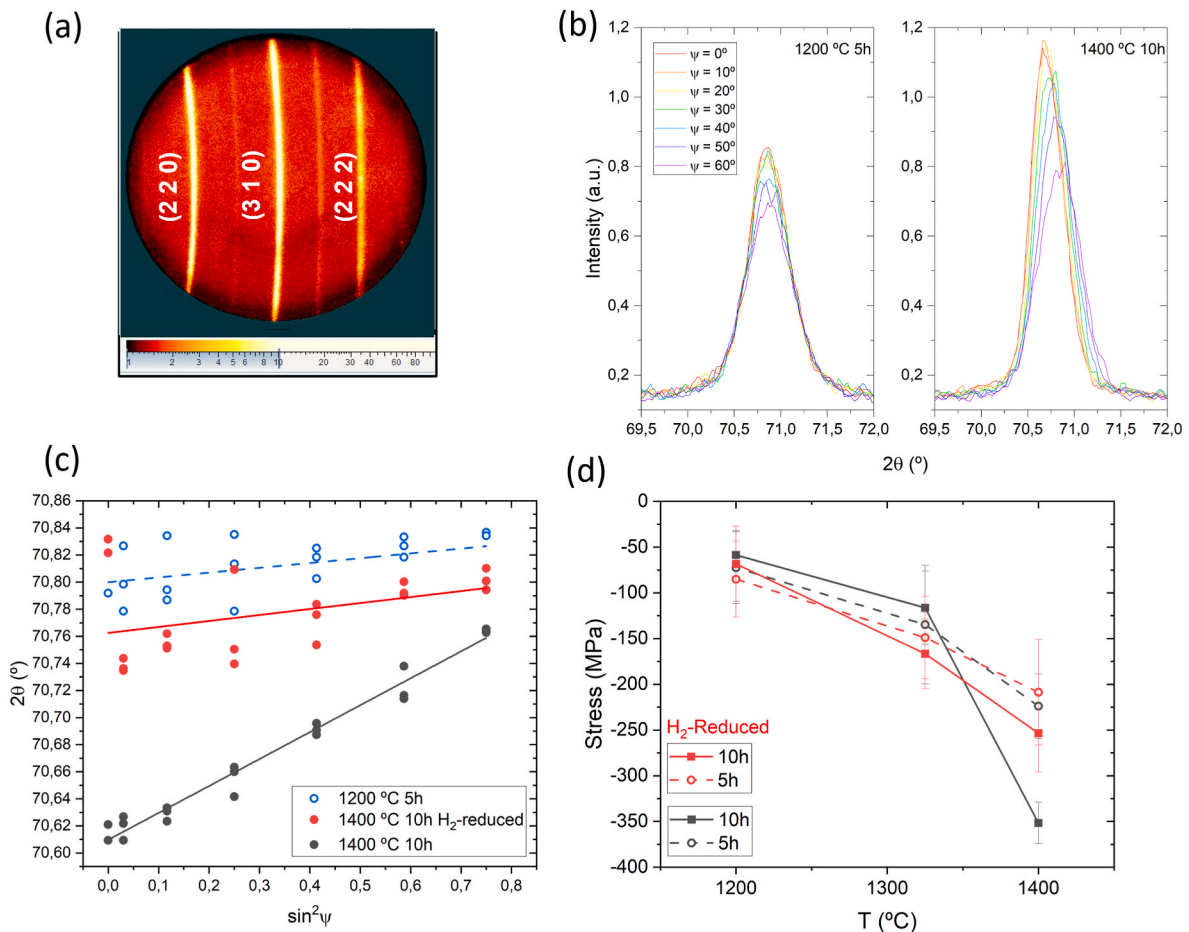 (a)
(2 2 0)
(3 1 0)
(2 2 2)
1 2 3 4 5 6 8 10 20 30 40 60 80
(b)
1,2
1,0
0,8
0,6
0,4
0,2
Intensity (a.u.)
ψ = 0º
ψ = 10º
ψ = 20º
ψ = 30º
ψ = 40º
ψ = 50º
ψ = 60º
1200 ºC 5h
69,5 70,0 70,5 71,0 71,5 72,0
1,2
1,0
0,8
0,6
0,4
0,2
1400 ºC 10h
69,5 70,0 70,5 71,0 71,5 72,0
2θ (º)
(c)
70,86
70,84
70,82
70,80
70,78
70,76
70,74
70,72
70,70
70,68
70,66
70,64
70,62
70,60
2θ (º)
1200 ºC 5h
1400 ºC 10h H₂-reduced
1400 ºC 10h
0,0 0,1 0,2 0,3 0,4 0,5 0,6 0,7 0,8
sin²ψ
(d)
0
-50
-100
-150
-200
-250
-300
-350
-400
Stress (MPa)
H₂-Reduced
10h
5h
10h
5h
1200 1300 1400
T (ºC)